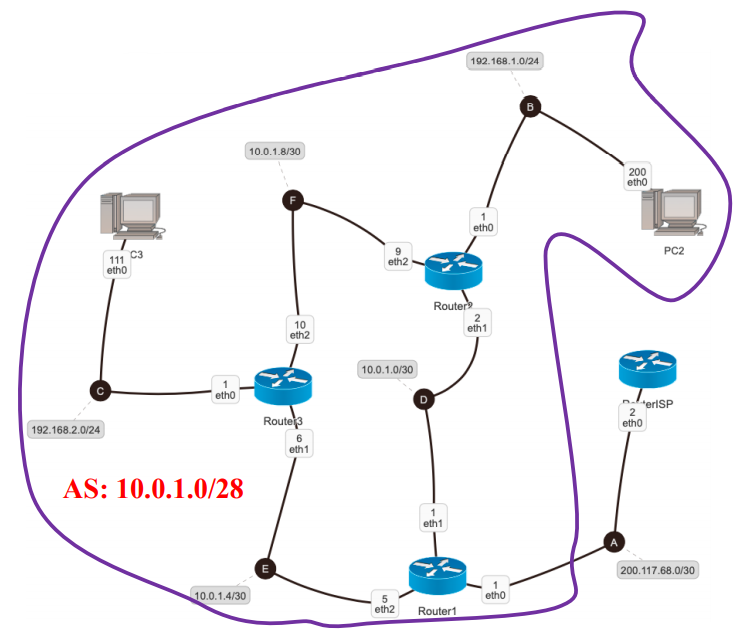 192.168.1.0/24
B
10.0.1.8/30
200
eth0
F
C3
PC2
1
eth0
9
eth2
111
eth0
Router2
2
eth1
10
eth2
10.0.1.0/30
D
RouterISP
2
eth0
C
1
eth0
Router3
192.168.2.0/24
6
eth1
AS: 10.0.1.0/28
1
eth1
A
200.117.68.0/30
E
10.0.1.4/30
5
eth2
Router1
1
eth0